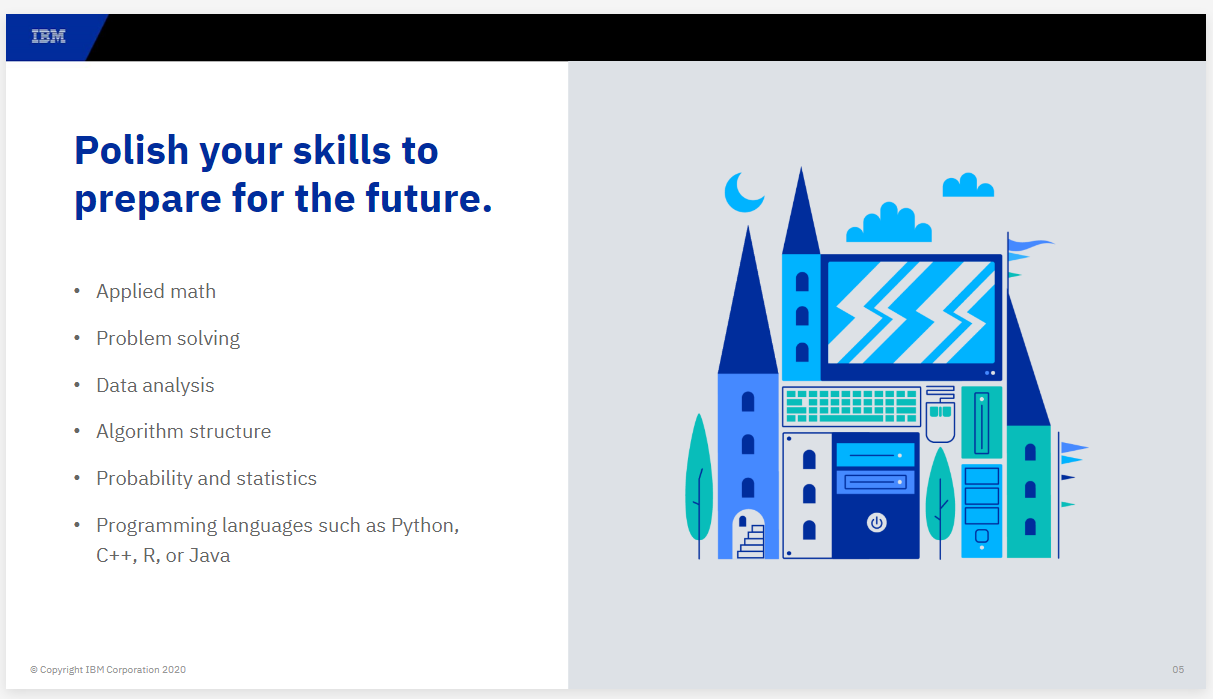 IBM
Polish your skills to
prepare for the future.
• Applied math
• Problem solving
• Data analysis
• Algorithm structure
• Probability and statistics
• Programming languages such as Python,
C++, R, or Java
© Copyright IBM Corporation 2020
05